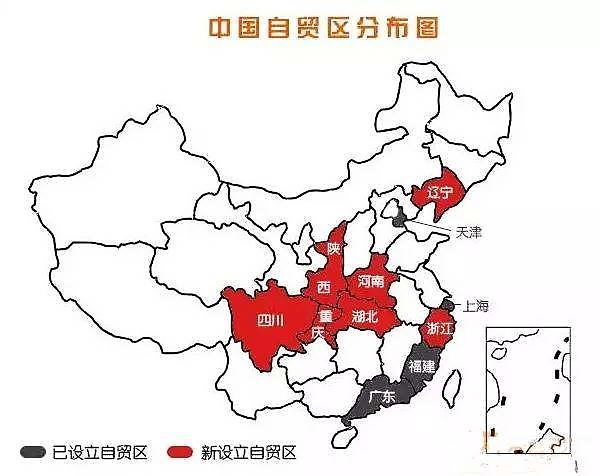 中国自贸区分布图
辽宁
天津
陕西
河南
上海
四川
重庆
湖北
浙江
福建
广东
已设立自贸区
新设立自贸区